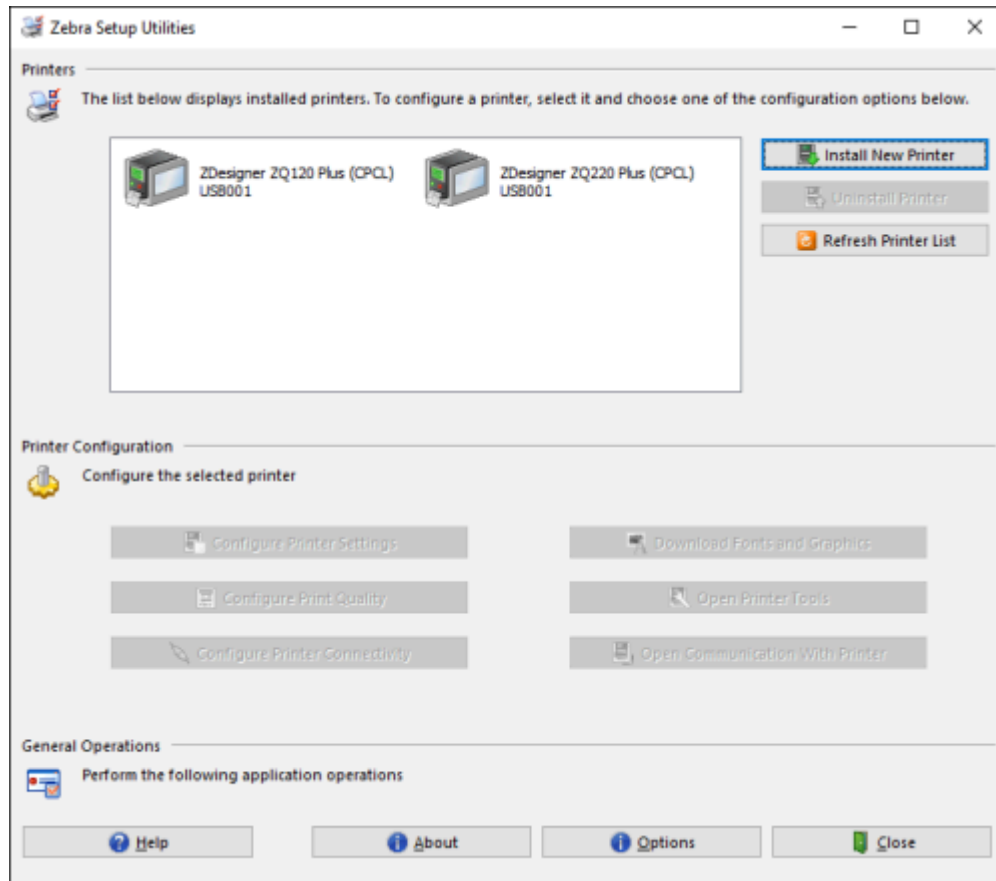 Zebra Setup Utilities
Printers
The list below displays installed printers. To configure a printer, select it and choose one of the configuration options below.
ZDesigner ZQ120 Plus (CPCL)
USB001
ZDesigner ZQ220 Plus (CPCL)
USB001
Install New Printer
Uninstall Printer
Refresh Printer List
Printer Configuration
Configure the selected printer
Configure Printer Settings
Download Fonts and Graphics
Configure Print Quality
Open Printer Tools
Configure Printer Connectivity
Open Communication With Printer
General Operations
Perform the following application operations
Help
About
Options
Close